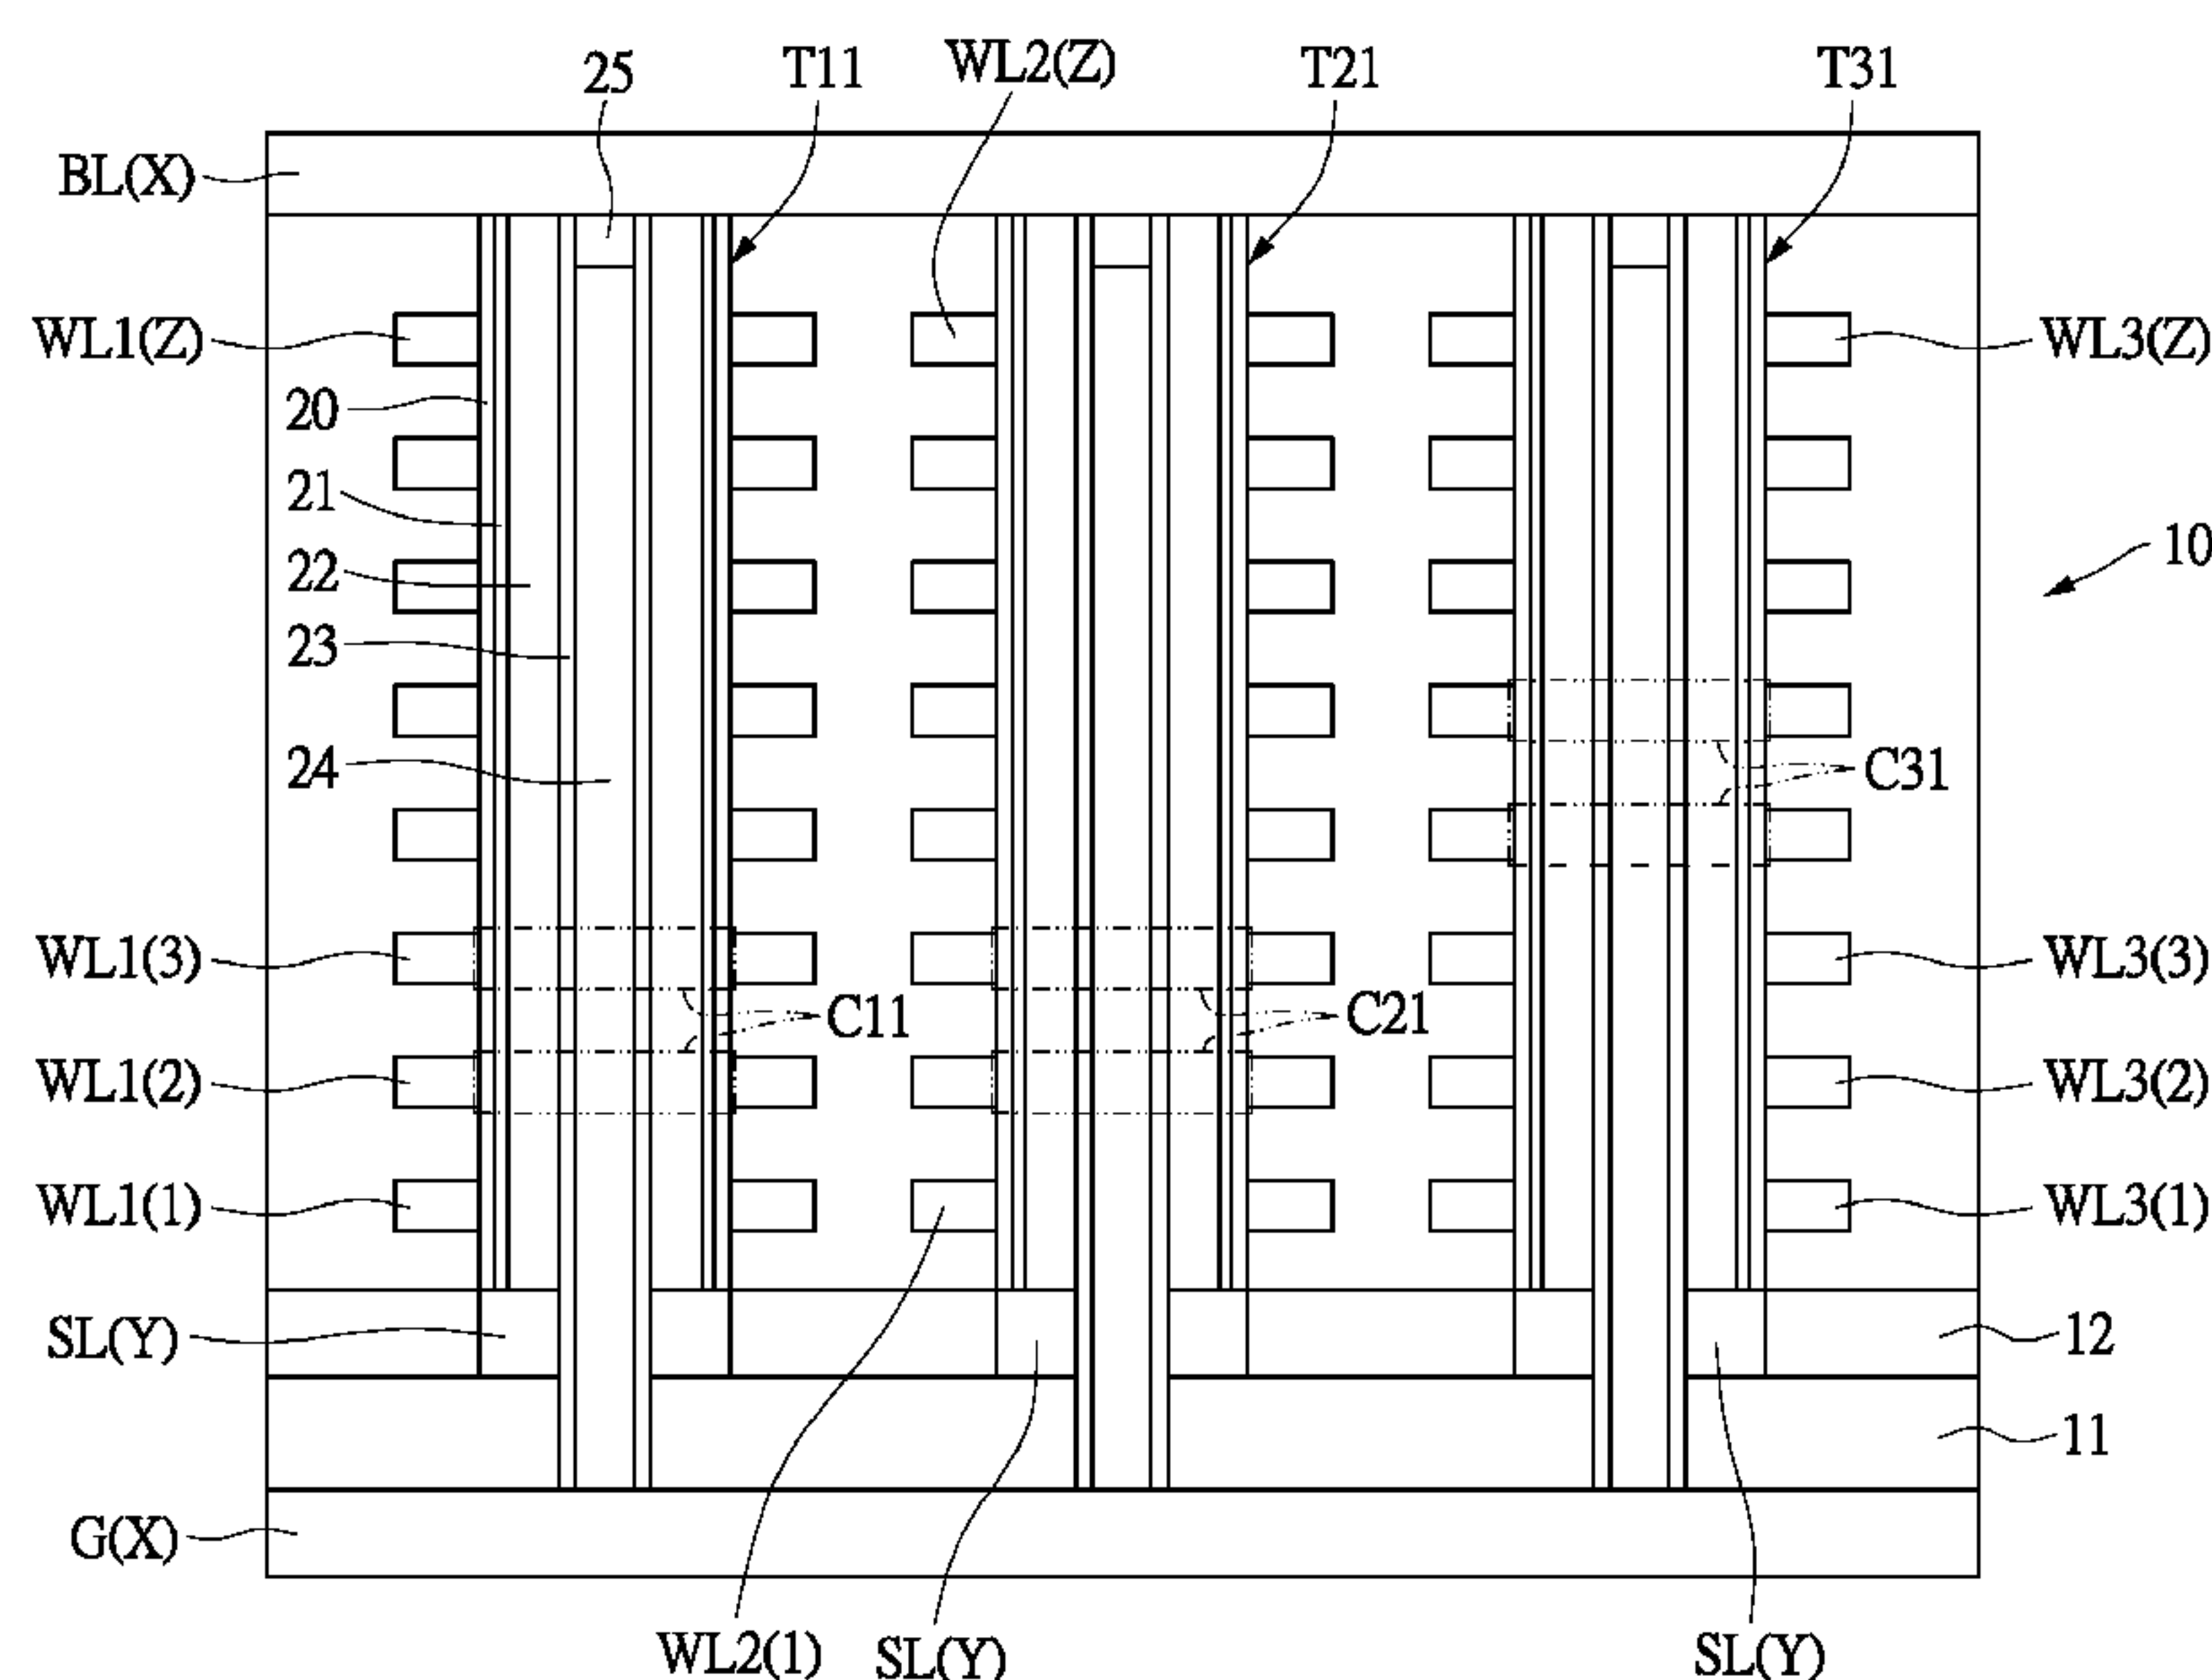 25 T11 WL2(Z) T21 T31
BL(X)
WL1(Z) WL3(Z)
20
21
10
22
23
24 C31
WL1(3) WL3(3)
C11 C21
WL1(2) WL3(2)
WL1(1) WL3(1)
SL(Y) 12
11
G(X)
WL2(1) SL(Y) SL(Y)